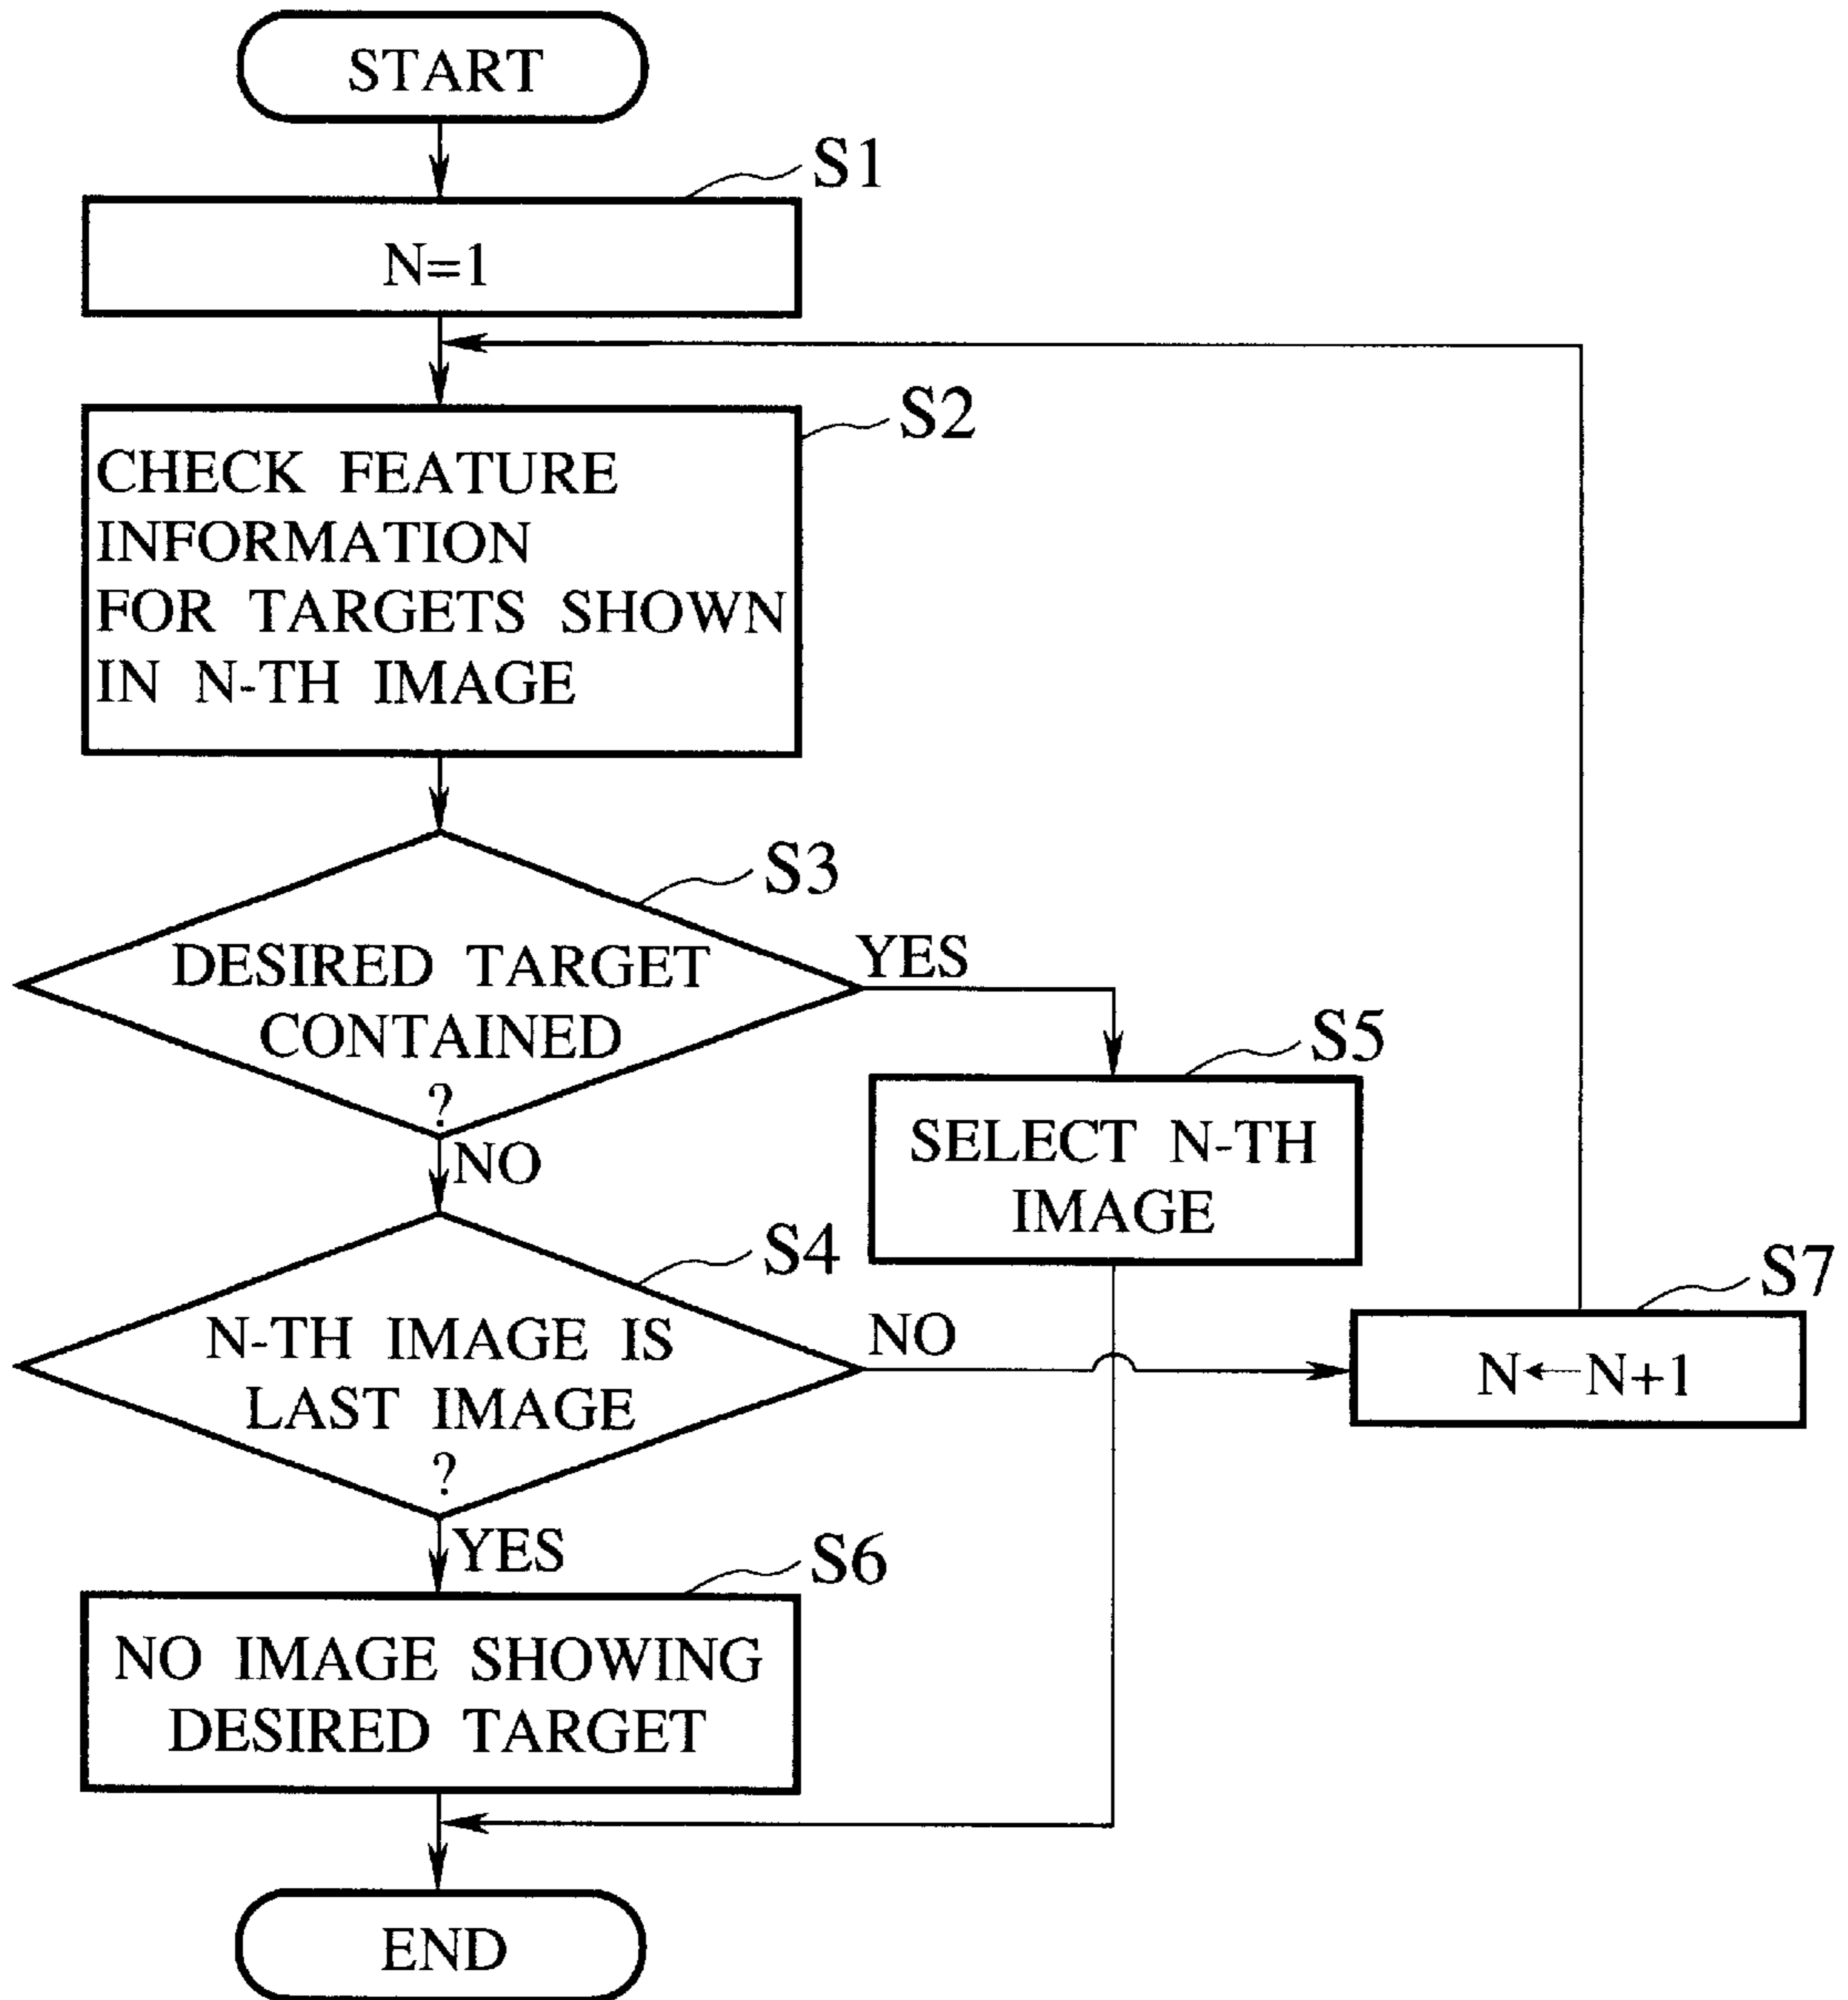 START
S1
N=1
S2
CHECK FEATURE
INFORMATION
FOR TARGETS SHOWN
IN N-TH IMAGE
S3
DESIRED TARGET
CONTAINED
?
YES
NO
S5
SELECT N-TH
IMAGE
S4
N-TH IMAGE IS
LAST IMAGE
?
NO
S7
N←N+1
YES
S6
NO IMAGE SHOWING
DESIRED TARGET
END